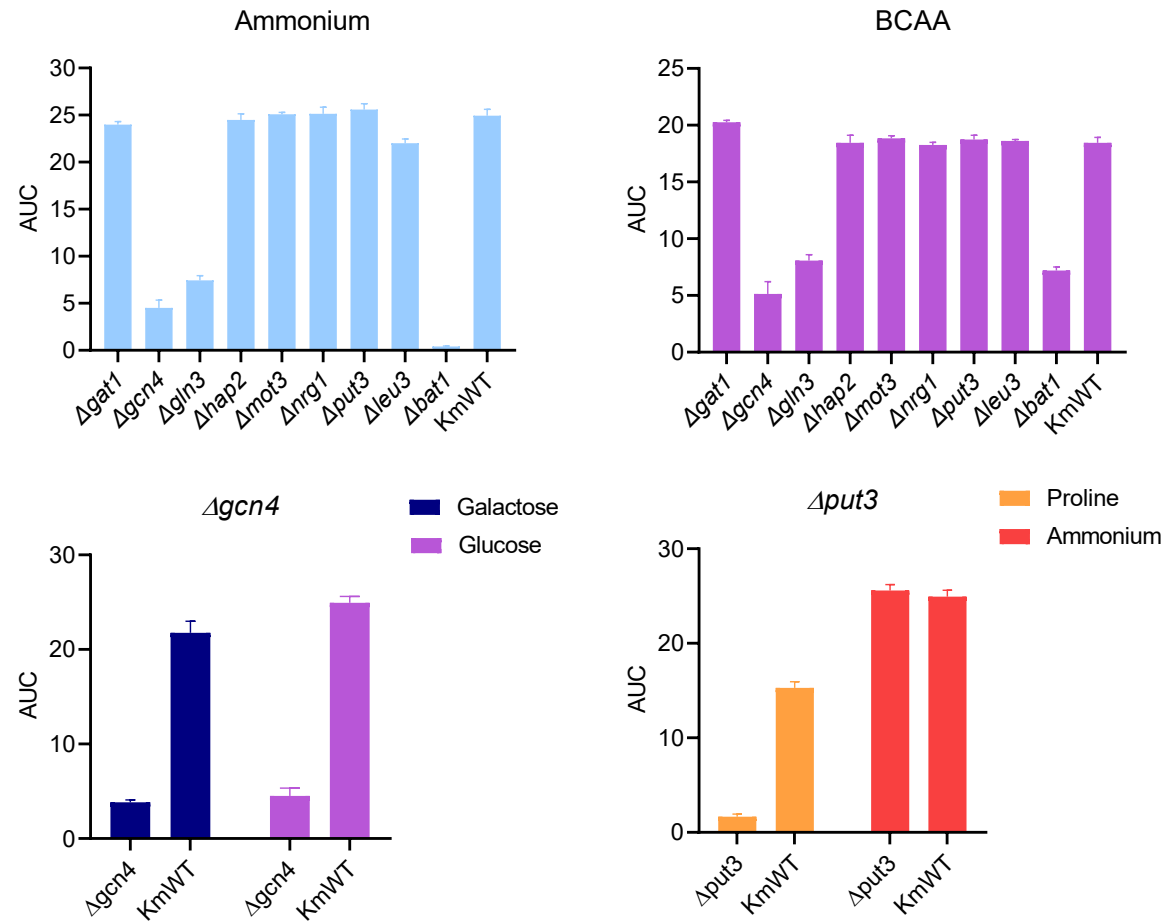 Ammonium
AUC
30
25
20
15
10
5
0
Δgat1
Δgcn4
Δgln3
Δhap2
Δmot3
Δnrg1
Δput3
Δleu3
Δbat1
KmWT
BCAA
AUC
25
20
15
10
5
0
Δgat1
Δgcn4
Δgln3
Δhap2
Δmot3
Δnrg1
Δput3
Δleu3
Δbat1
KmWT
Δgcn4
Galactose
Glucose
AUC
30
20
10
0
Δgcn4
KmWT
Δgcn4
KmWT
Δput3
Proline
Ammonium
AUC
30
20
10
0
Δput3
KmWT
Δput3
KmWT